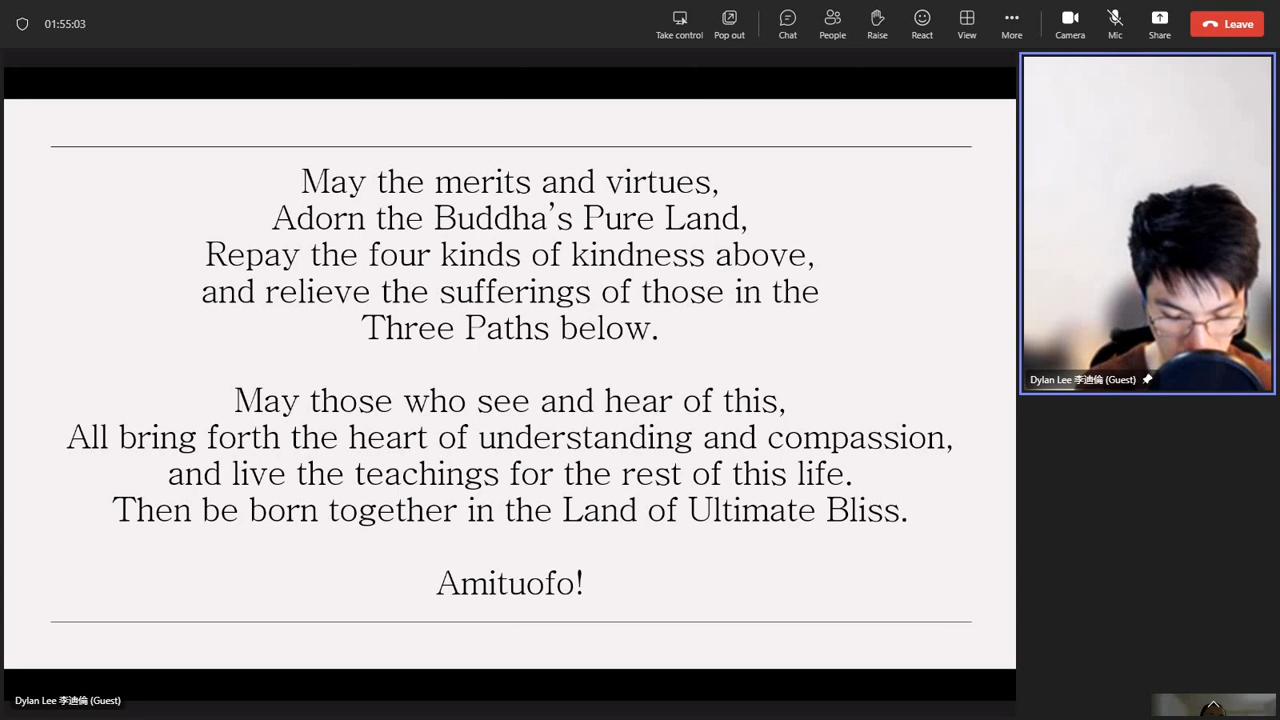 01:55:03
Take control
Pop out
Chat
People
Raise
React
View
More
Camera
Mic
Share
Leave
May the merits and virtues,
Adorn the Buddha’s Pure Land,
Repay the four kinds of kindness above,
and relieve the sufferings of those in the
Three Paths below.
May those who see and hear of this,
All bring forth the heart of understanding and compassion,
and live the teachings for the rest of this life.
Then be born together in the Land of Ultimate Bliss.
Amituofo!
Dylan Lee 李迪倫 (Guest)
Dylan Lee 李迪倫 (Guest)